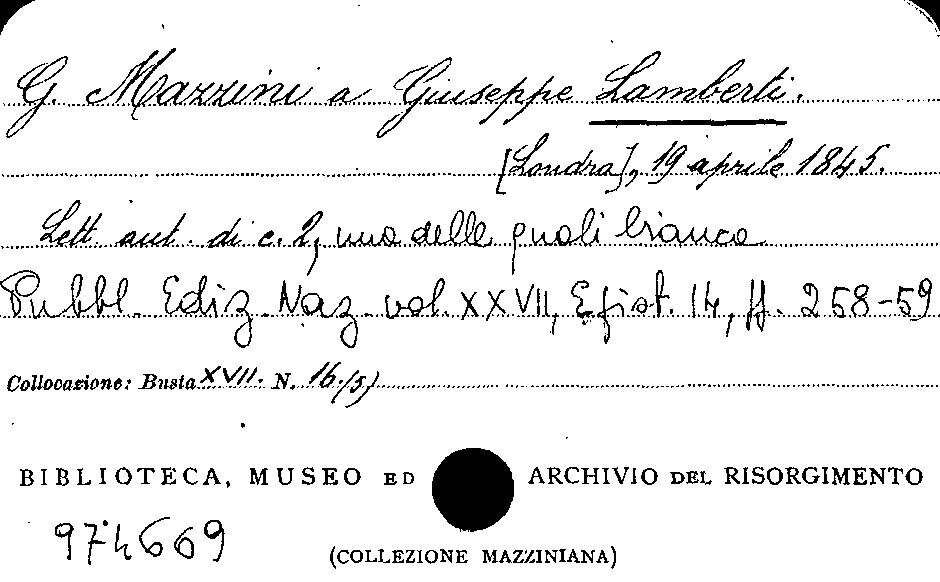 G. Mazzini a Giuseppe Lamberti.
[Londra], 19 aprile 1845.
Lett. aut. di c. 2, una delle quali bianca
Pubbl. Ediz. Naz. vol. XXVII, Epist. 14, pp. 258-59
Collocazione: Busta XVII. N. 16/5)
BIBLIOTECA, MUSEO ED ARCHIVIO DEL RISORGIMENTO
974669
(COLLEZIONE MAZZINIANA)